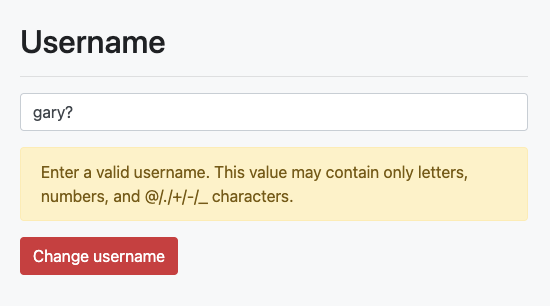 Username
gary?
Enter a valid username. This value may contain only letters,
numbers, and @/./+/-/_ characters.
Change username